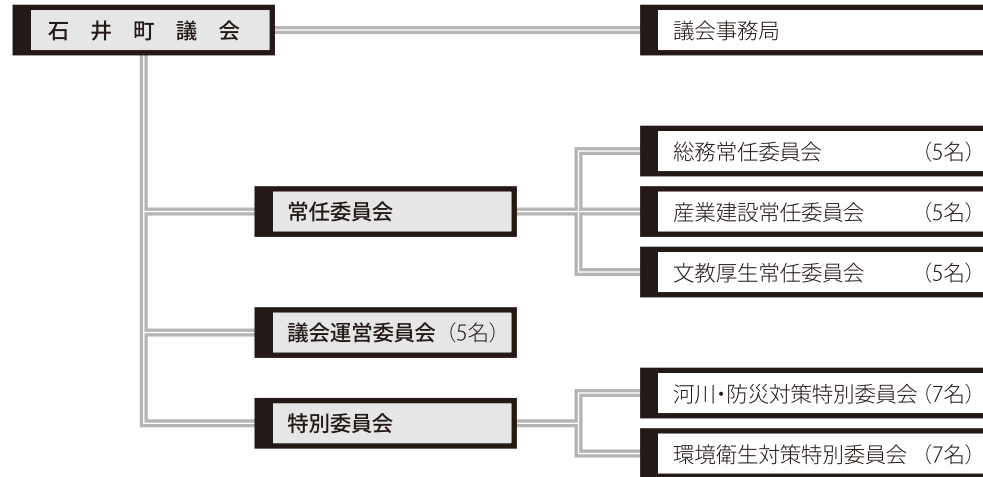 石井町議会
議会事務局
常任委員会
総務常任委員会 (5名)
産業建設常任委員会 (5名)
文教厚生常任委員会 (5名)
議会運営委員会 (5名)
特別委員会
河川・防災対策特別委員会 (7名)
環境衛生対策特別委員会 (7名)